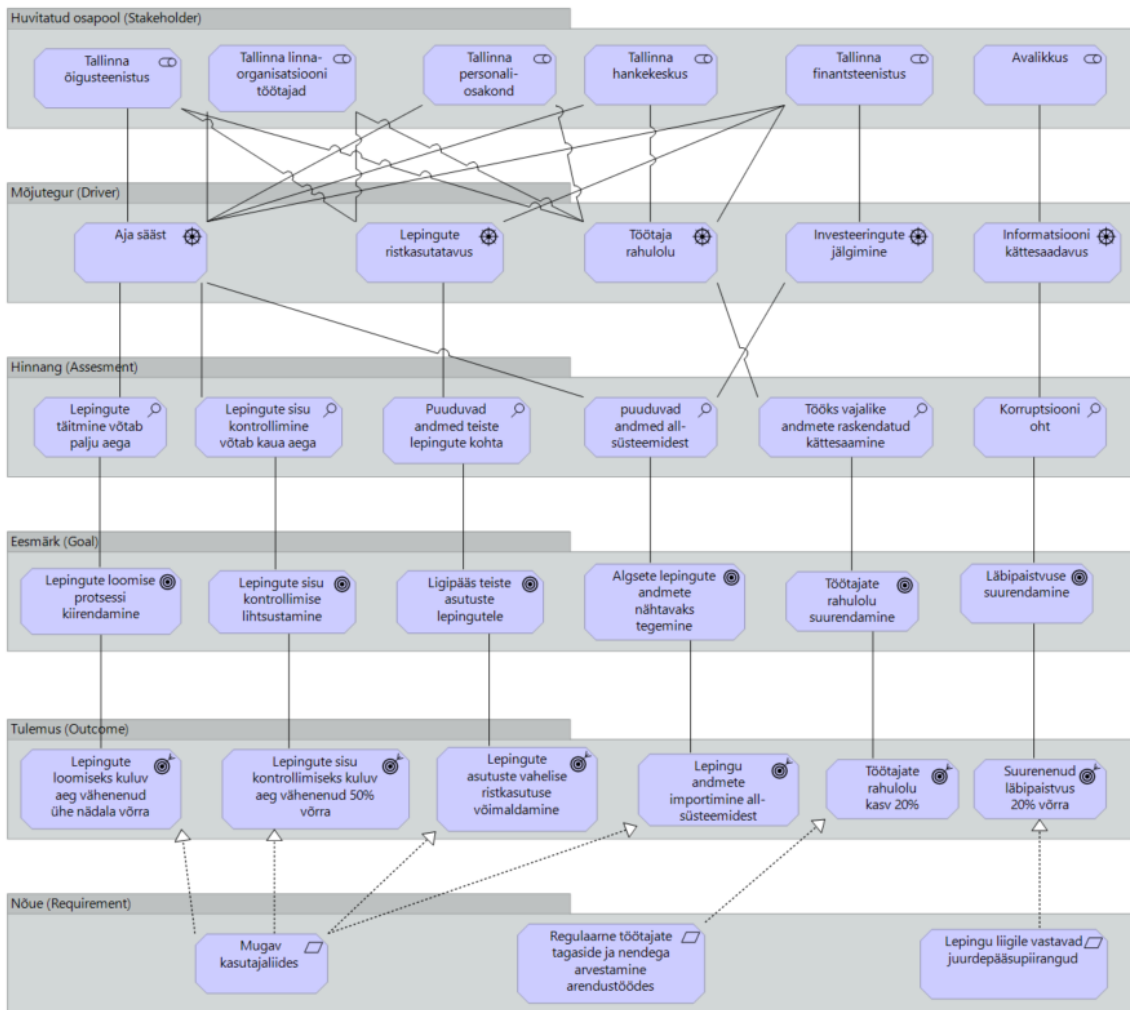 Huvitatud osapool (Stakeholder)
Tallinna
õigusteenistus
Tallinna linna-
organisatsiooni
töötajad
Tallinna
personali-
osakond
Tallinna
hankekeskus
Tallinna
finantsteenistus
Avalikkus
Mõjutegur (Driver)
Aja sääst
Lepingute
ristkasutatavus
Töötaja
rahulolu
Investeeringute
jälgimine
Informatsiooni
kättesaadavus
Hinnang (Assesment)
Lepingute
täitmine võtab
palju aega
Lepingute sisu
kontrollimine
võtab kaua aega
Puuduvad
andmed teiste
lepingute kohta
puuduvad
andmed all-
süsteemidest
Tööks vajalike
andmete raskendatud
kättesaamine
Korruptsiooni
oht
Eesmärk (Goal)
Lepingute loomise
protsessi
kiirendamine
Lepingute sisu
kontrollimise
lihtsustamine
Ligipääs teiste
asutuste
lepingutele
Algsete lepingute
andmete
nähtavaks
tegemine
Töötajate
rahulolu
suurendamine
Läbipaistvuse
suurendamine
Tulemus (Outcome)
Lepingute
loomiseks kuluv
aeg vähenenud
ühe nädala võrra
Lepingute sisu
kontrollimiseks kuluv
aeg vähenenud 50%
võrra
Lepingute
asutuste vahelise
ristkasutuse
võimaldamine
Lepingu
andmete
importimine all-
süsteemidest
Töötajate
rahulolu
kasv 20%
Suurenenud
läbipaistvus
20% võrra
Nõue (Requirement)
Mugav
kasutajaliides
Regulaarne töötajate
tagaside ja nendega
arvestamine
arendustöödes
Lepingu liigile vastavad
juurdepääsupiirangud